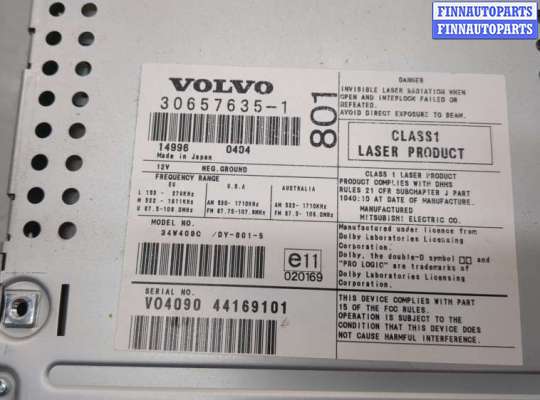 FINNAUTOPARTS
FINNAUTOPARTS
VOLVO
30657635-1
801
14996 0404
Made in Japan
12V NEG.GROUND
FREQUENCY RANGE
EU
U.S.A
AUSTRALIA
AM 530- 1710KHz
MODEL NO.
34W409C /DY-601-5
e11
020169
SERIAL NO.
V04090 44169101
DANGER
INVISIBLE LASER RADIATION WHEN
OPEN AND INTERLOCK FAILED OR
DEFEATED.
AVOID DIRECT EXPOSURE TO BEAM.
CLASS1
LASER PRODUCT
CLASS 1 LASER PRODUCT
PRODUCT COMPLIES WITH DHHS
RULES 21 CFR SUBCHAPTER J PART
1040:10 AT DATE OF MANUFACTURE.
MANUFACTURED
MITSUBISHI ELECTRIC CO.
Manufactured under licence from
Dolby Laboratories Licensing
Corporation.
Dolby, the double-D symbol
and
"PRO LOGIC" are trademarks of
Dolby Laboratories Licensing
Corporation.
THIS DEVICE COMPLIES WITH PART
15 OF THE FCC RULES.
OPERATION IS SUBJECT TO THE
CONDITION THAT THIS DEVICE DOES
NOT CAUSE HARMFUL INTERFERENCE.